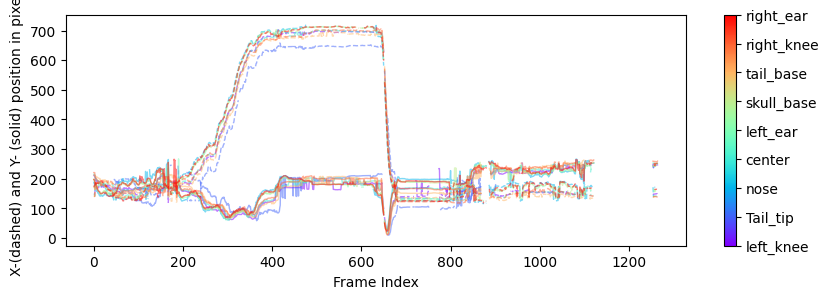 X-(dashed) and Y- (solid) position in pixe
700
600
500
400
300
200
100
0
0 200 400 600 800 1000 1200
Frame Index
right_ear
right_knee
tail_base
skull_base
left_ear
center
nose
Tail_tip
left_knee